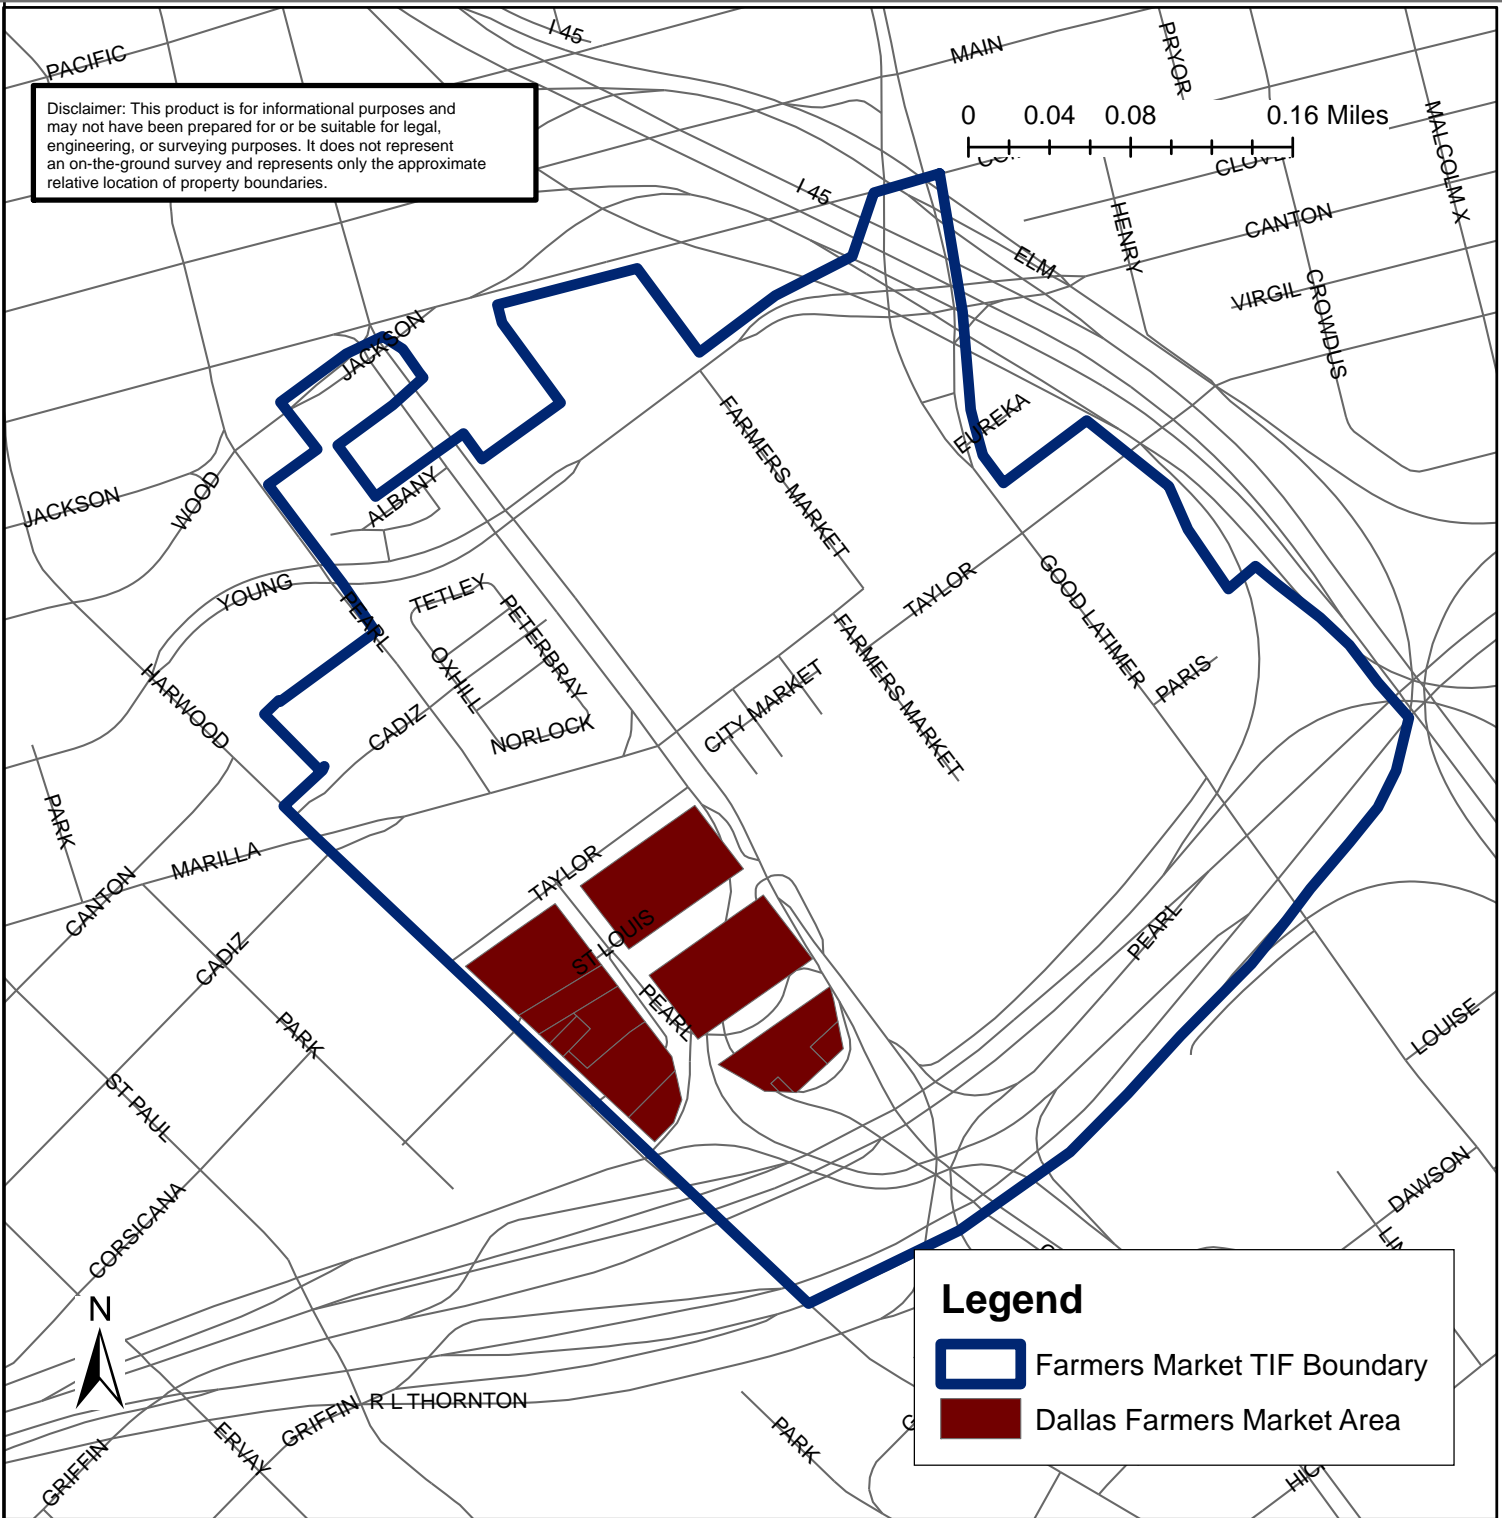 PACIFIC
I 45
MAIN
PRYOR
Disclaimer: This product is for informational purposes and
may not have been prepared for or be suitable for legal,
engineering, or surveying purposes. It does not represent
an on-the-ground survey and represents only the approximate
relative location of property boundaries.
0 0.04 0.08 0.16 Miles
MALCOLM X
I 45
HENRY
CANTON
ELM
VIRGIL
CROWDUS
JACKSON
EUREKA
FARMERS MARKET
JACKSON
WOOD
ALBANY
YOUNG
PEARL
TETLEY
PETERBRAY
OXHILL
TAYLOR
GOOD LATIMER
FARMERS MARKET
PARIS
HARWOOD
CADIZ
NORLOCK
CITY MARKET
PARK
MARILLA
CANTON
TAYLOR
ST LOUIS
PEARL
PEARL
CADIZ
PARK
LOUISE
ST PAUL
DAWSON
CORSICANA
N
Legend
Farmers Market TIF Boundary
Dallas Farmers Market Area
R L THORNTON
GRIFFIN
ERVAY
GRIFFIN
PARK